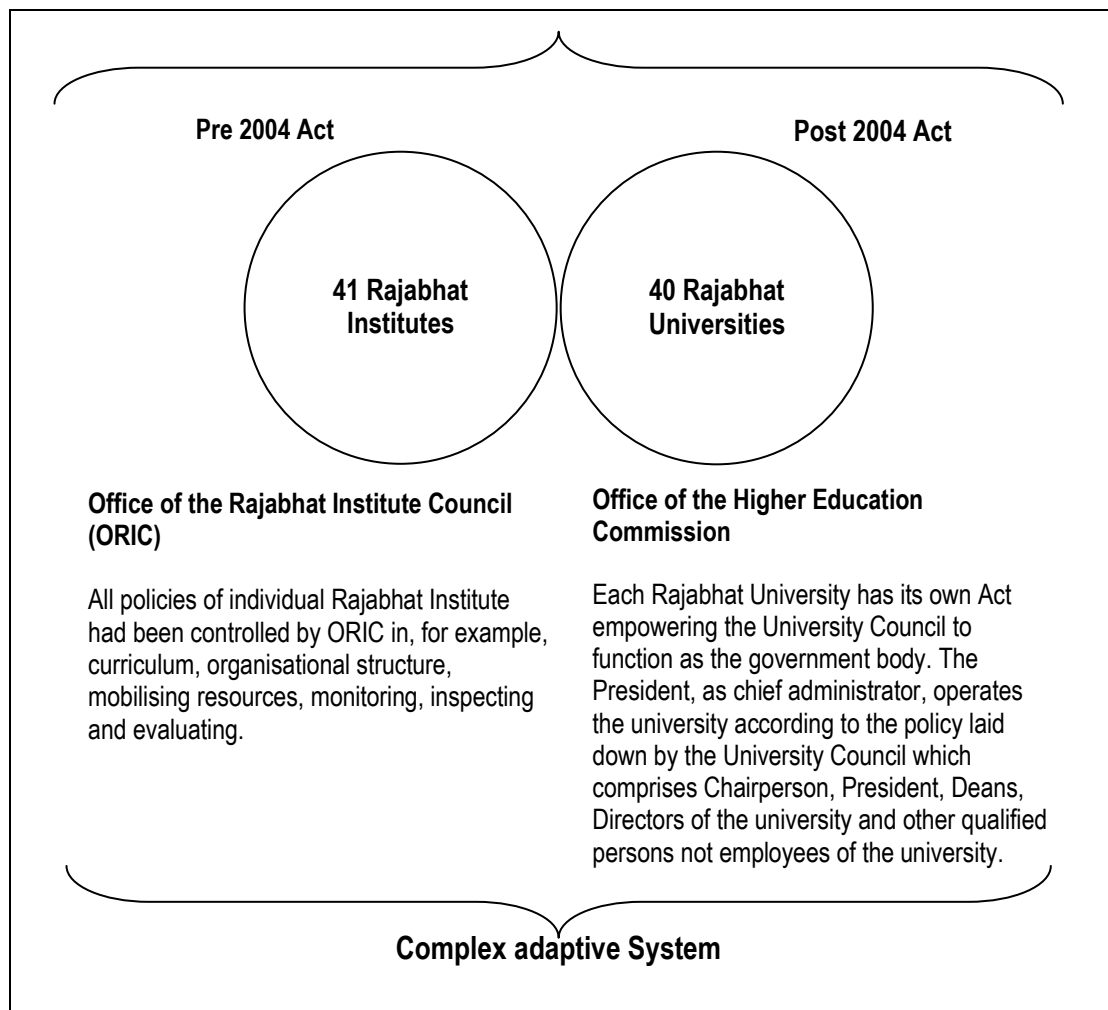 Pre 2004 Act
Post 2004 Act
41 Rajabhat
Institutes
40 Rajabhat
Universities
Office of the Rajabhat Institute Council
(ORIC)
All policies of individual Rajabhat Institute
had been controlled by ORIC in, for example,
curriculum, organisational structure,
mobilising resources, monitoring, inspecting
and evaluating.
Office of the Higher Education
Commission
Each Rajabhat University has its own Act
empowering the University Council to
function as the government body. The
President, as chief administrator, operates
the university according to the policy laid
down by the University Council which
comprises Chairperson, President, Deans,
Directors of the university and other qualified
persons not employees of the university.
Complex adaptive System